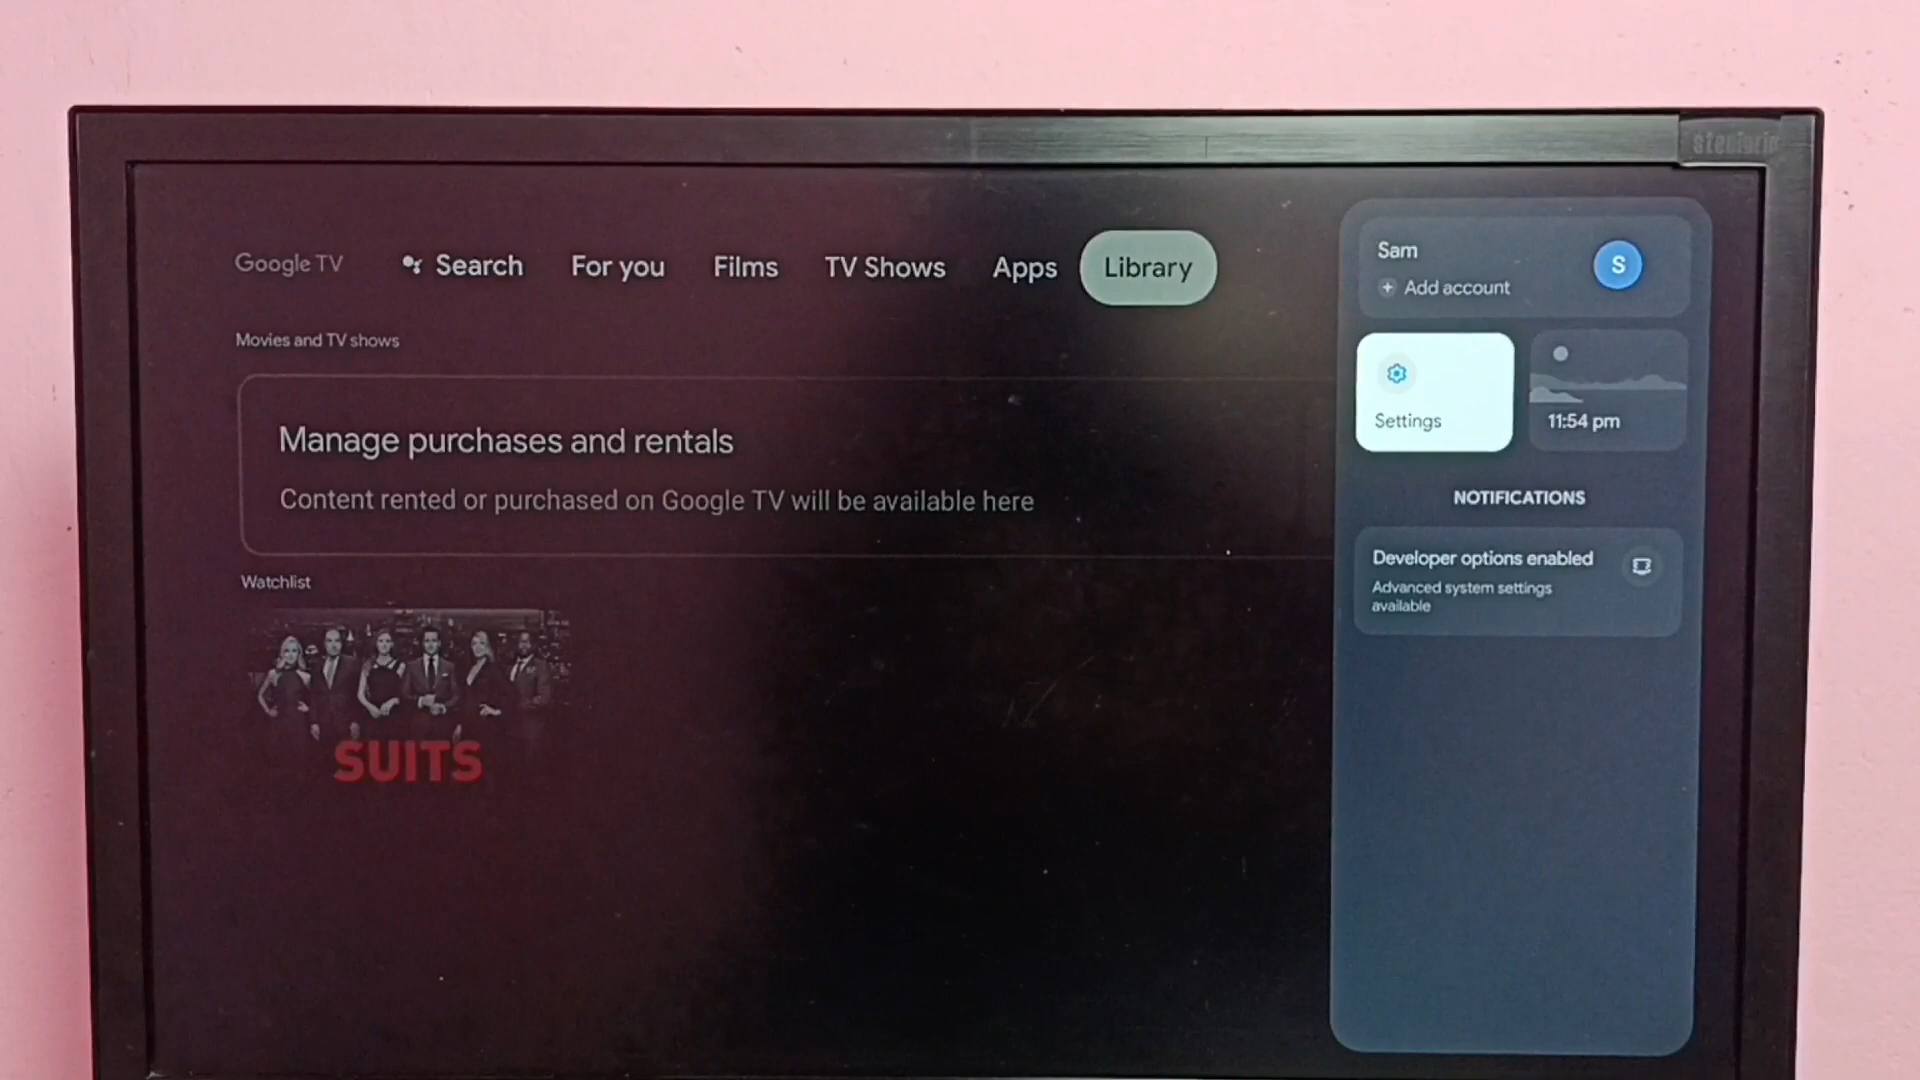 Google TV
Search
For you
Films
TV Shows
Apps
Library
Movies and TV shows
Manage purchases and rentals
Content rented or purchased on Google TV will be available here
Watchlist
SUITS
Sam
S
+ Add account
Settings
11:54 pm
NOTIFICATIONS
Developer options enabled
Advanced system settings
available